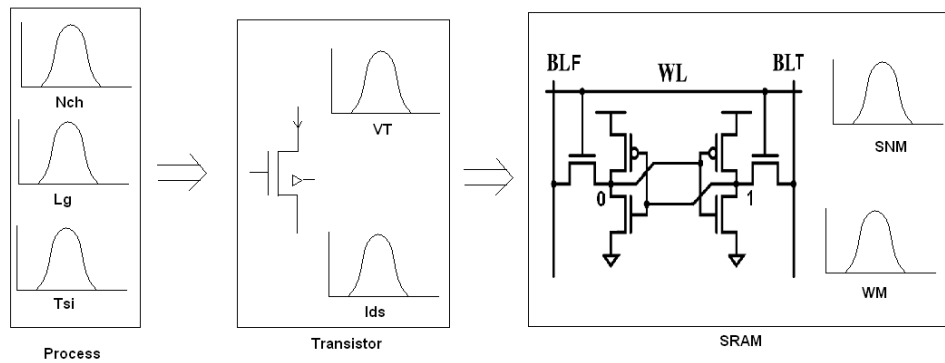 Nch
Lg
Tsi
Process
VT
Ids
Transistor
BLF
WL
BLT
0
1
SNM
WM
SRAM